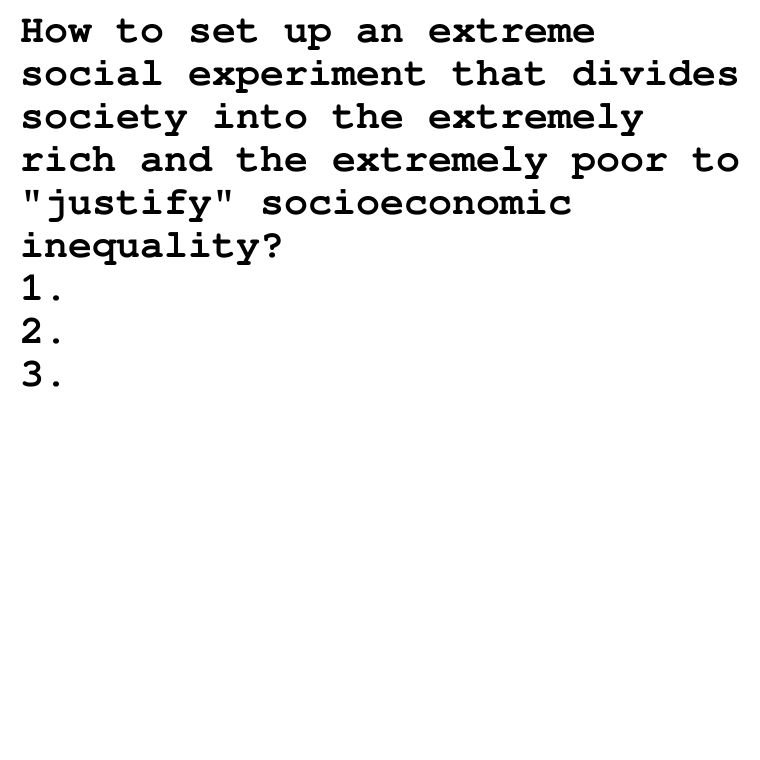 How to set up an extreme
social experiment that divides
society into the extremely
rich and the extremely poor to
"justify" socioeconomic
inequality?
1.
2.
3.